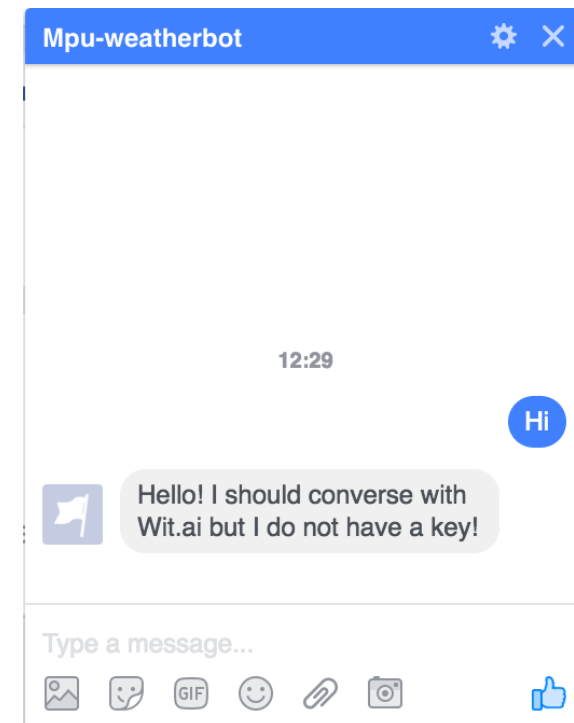 Mpu-weatherbot
12:29
Hi
Hello! I should converse with
Wit.ai but I do not have a key!
Type a message...
GIF